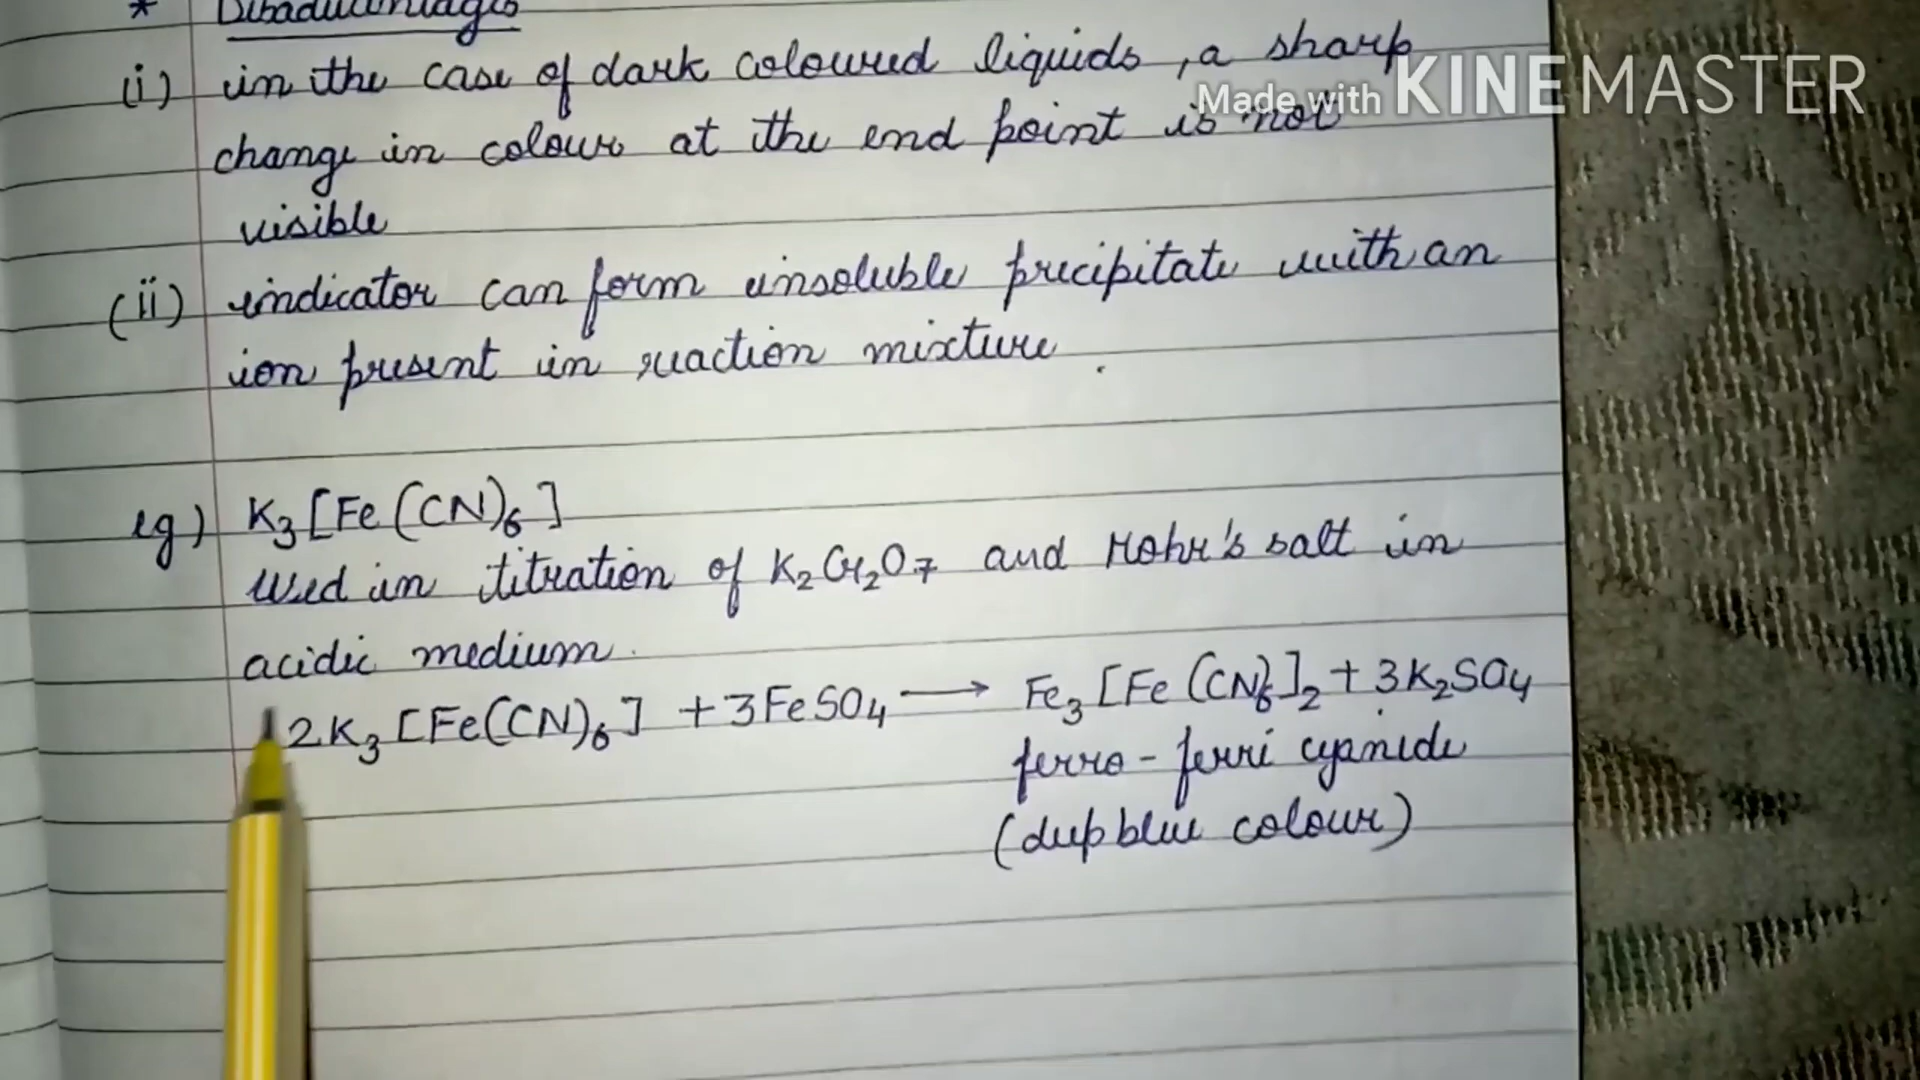 * Disadvantages
(i) in the case of dark coloured liquids, a sharp
Made with KINEMASTER
change in colour at the end point is not
visible
(ii) indicator can form insoluble precipitate with an
ion present in reaction mixture.
eg) K₃[Fe(CN)₆]
Used in titration of K₂Cr₂O₇ and Mohr's salt in
acidic medium.
2K₃[Fe(CN)₆] + 3FeSO₄ → Fe₃[Fe(CN)₆]₂ + 3K₂SO₄
ferro - ferri cyanide
(deep blue colour)